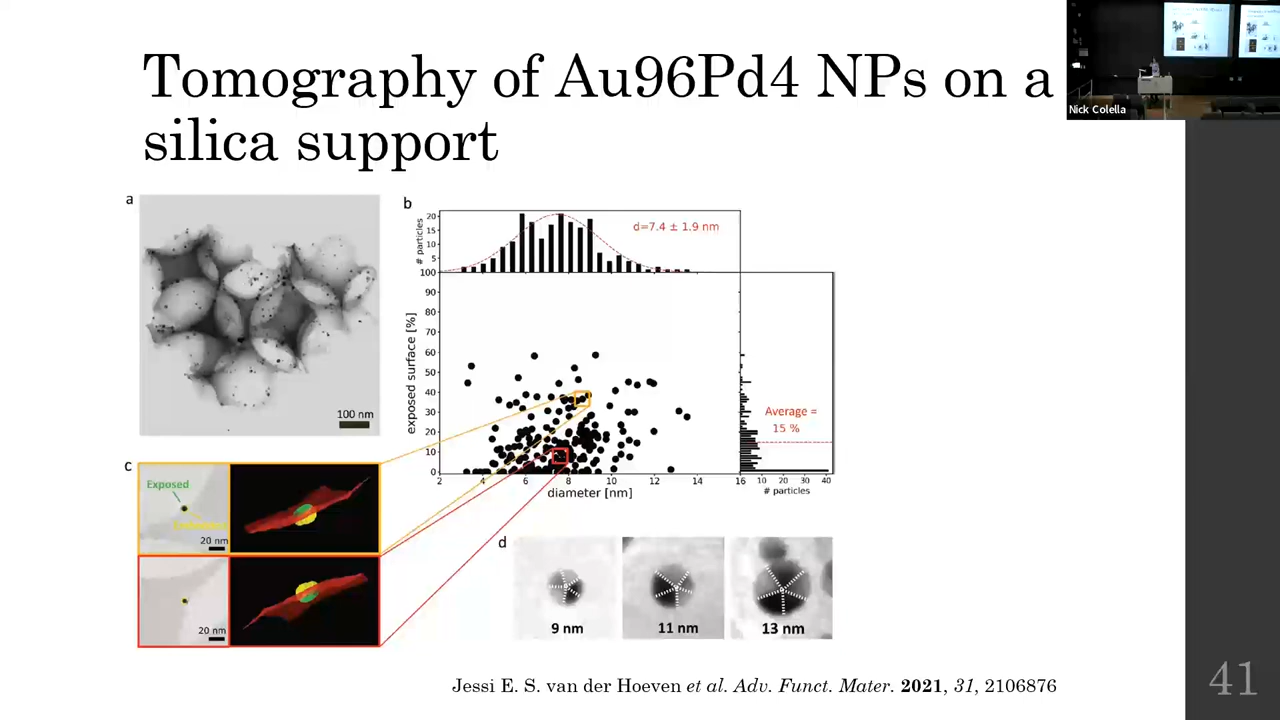 Tomography of Au96Pd4 NPs on a
silica support
Nick Colella
a
100 nm
b
# particles
20
15
10
5
d=7.4 ± 1.9 nm
exposed surface [%]
100
90
80
70
60
50
40
30
20
10
0
2
4
6
8
10
12
14
16
diameter [nm]
Average =
15 %
10
20
30
40
# particles
c
Exposed
20 nm
20 nm
d
9 nm
11 nm
13 nm
Jessi E. S. van der Hoeven et al. Adv. Funct. Mater. 2021, 31, 2106876
41